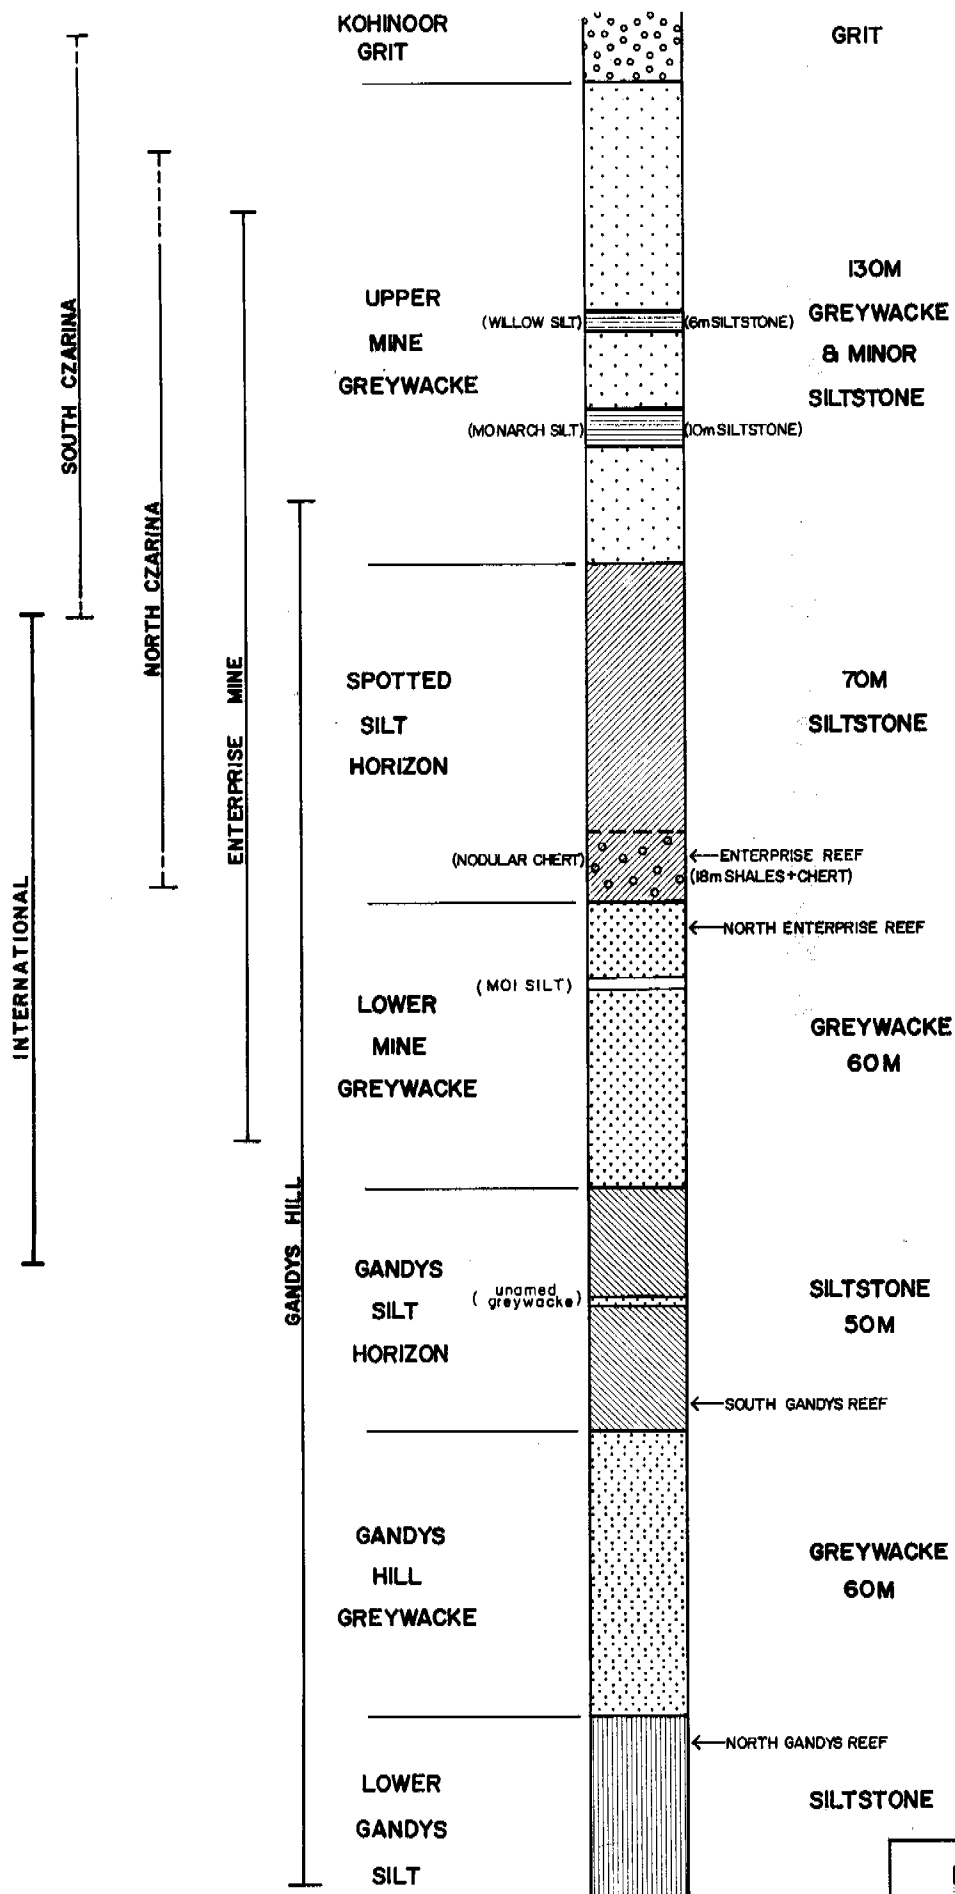 KOHINOOR
GRIT
GRIT
SOUTH CZARINA
NORTH CZARINA
ENTERPRISE MINE
INTERNATIONAL
GANDYS HILL
UPPER
MINE
GREYWACKE
(WILLOW SILT)
(6m SILTSTONE)
(MONARCH SILT)
(10m SILTSTONE)
130M
GREYWACKE
& MINOR
SILTSTONE
SPOTTED
SILT
HORIZON
70M
SILTSTONE
(NODULAR CHERT)
ENTERPRISE REEF
(18m SHALES+CHERT)
NORTH ENTERPRISE REEF
(MOI SILT)
LOWER
MINE
GREYWACKE
GREYWACKE
60M
GANDYS
SILT
HORIZON
(unamed
greywacke)
SILTSTONE
50M
SOUTH GANDYS REEF
GANDYS
HILL
GREYWACKE
GREYWACKE
60M
NORTH GANDYS REEF
LOWER
GANDYS
SILT
SILTSTONE